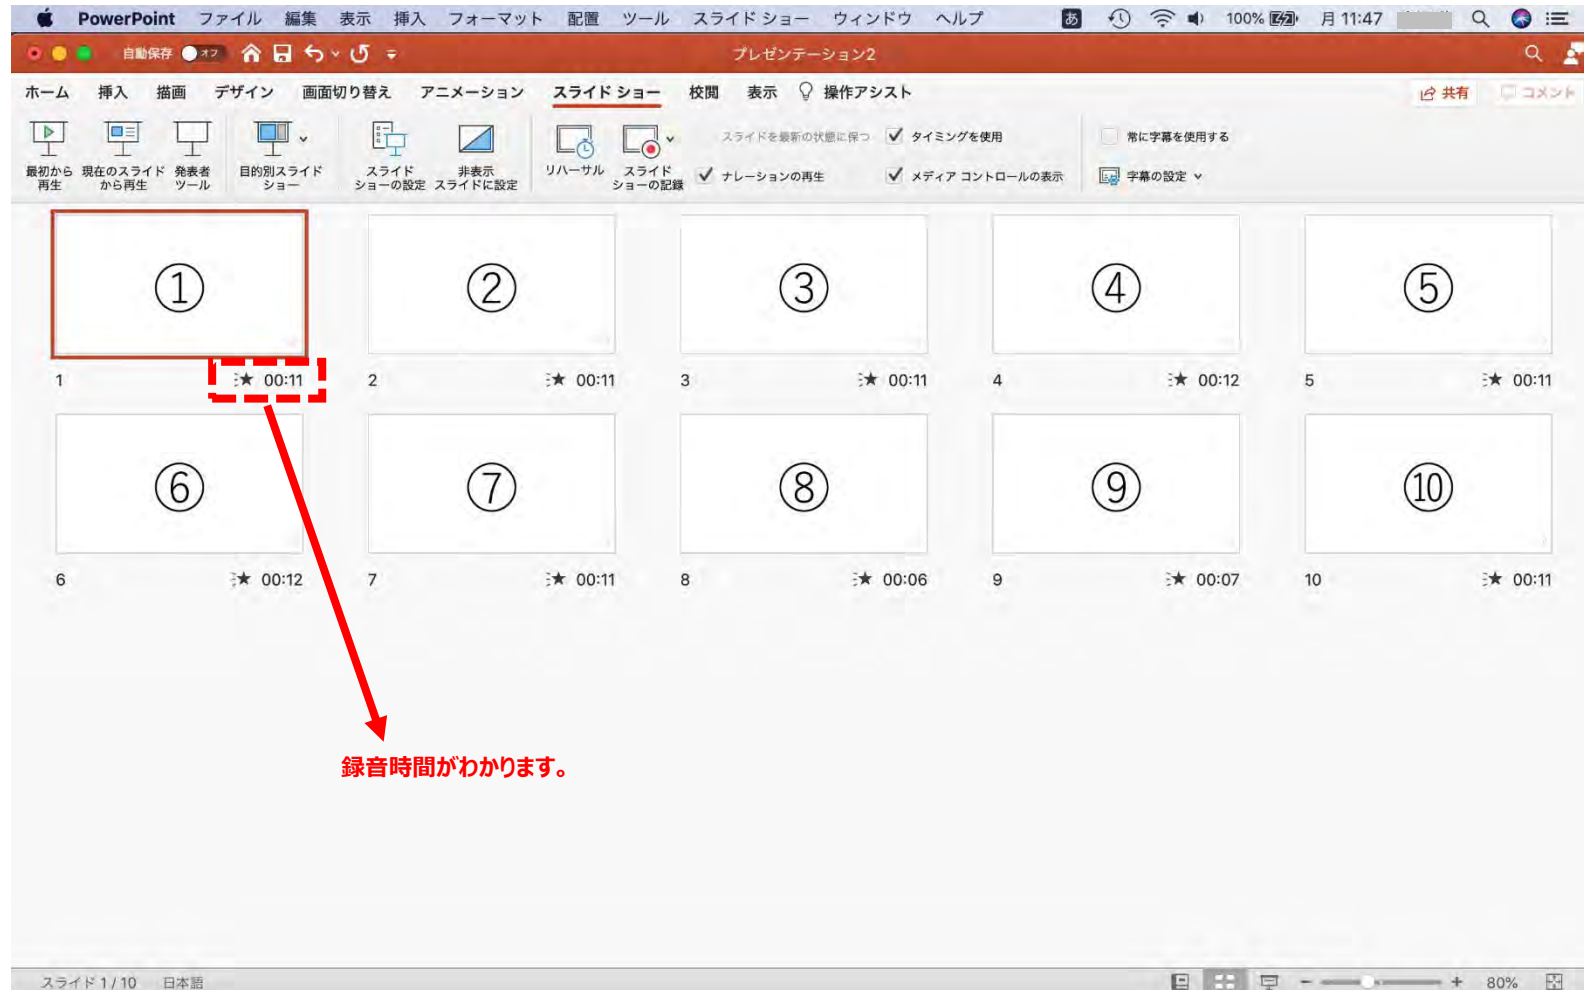 PowerPoint ファイル 編集 表示 挿入 フォーマット 配置 ツール スライド ショー ウィンドウ ヘルプ あ 100% 月 11:47
自動保存 オフ プレゼンテーション2
ホーム 挿入 描画 デザイン 画面切り替え アニメーション スライド ショー 校閲 表示 操作アシスト 共有 コメント
最初から
再生
現在のスライド
から再生
発表者
ツール
目的別スライド
ショー
スライド
ショーの設定
非表示
スライドに設定
リハーサル
スライド
ショーの記録
スライドを最新の状態に保つ
ナレーションの再生
タイミングを使用
メディア コントロールの表示
常に字幕を使用する
字幕の設定
① ② ③ ④ ⑤
1 00:11 2 00:11 3 00:11 4 00:12 5 00:11
⑥ ⑦ ⑧ ⑨ ⑩
6 00:12 7 00:11 8 00:06 9 00:07 10 00:11
録音時間がわかります。
スライド 1 / 10 日本語 80%